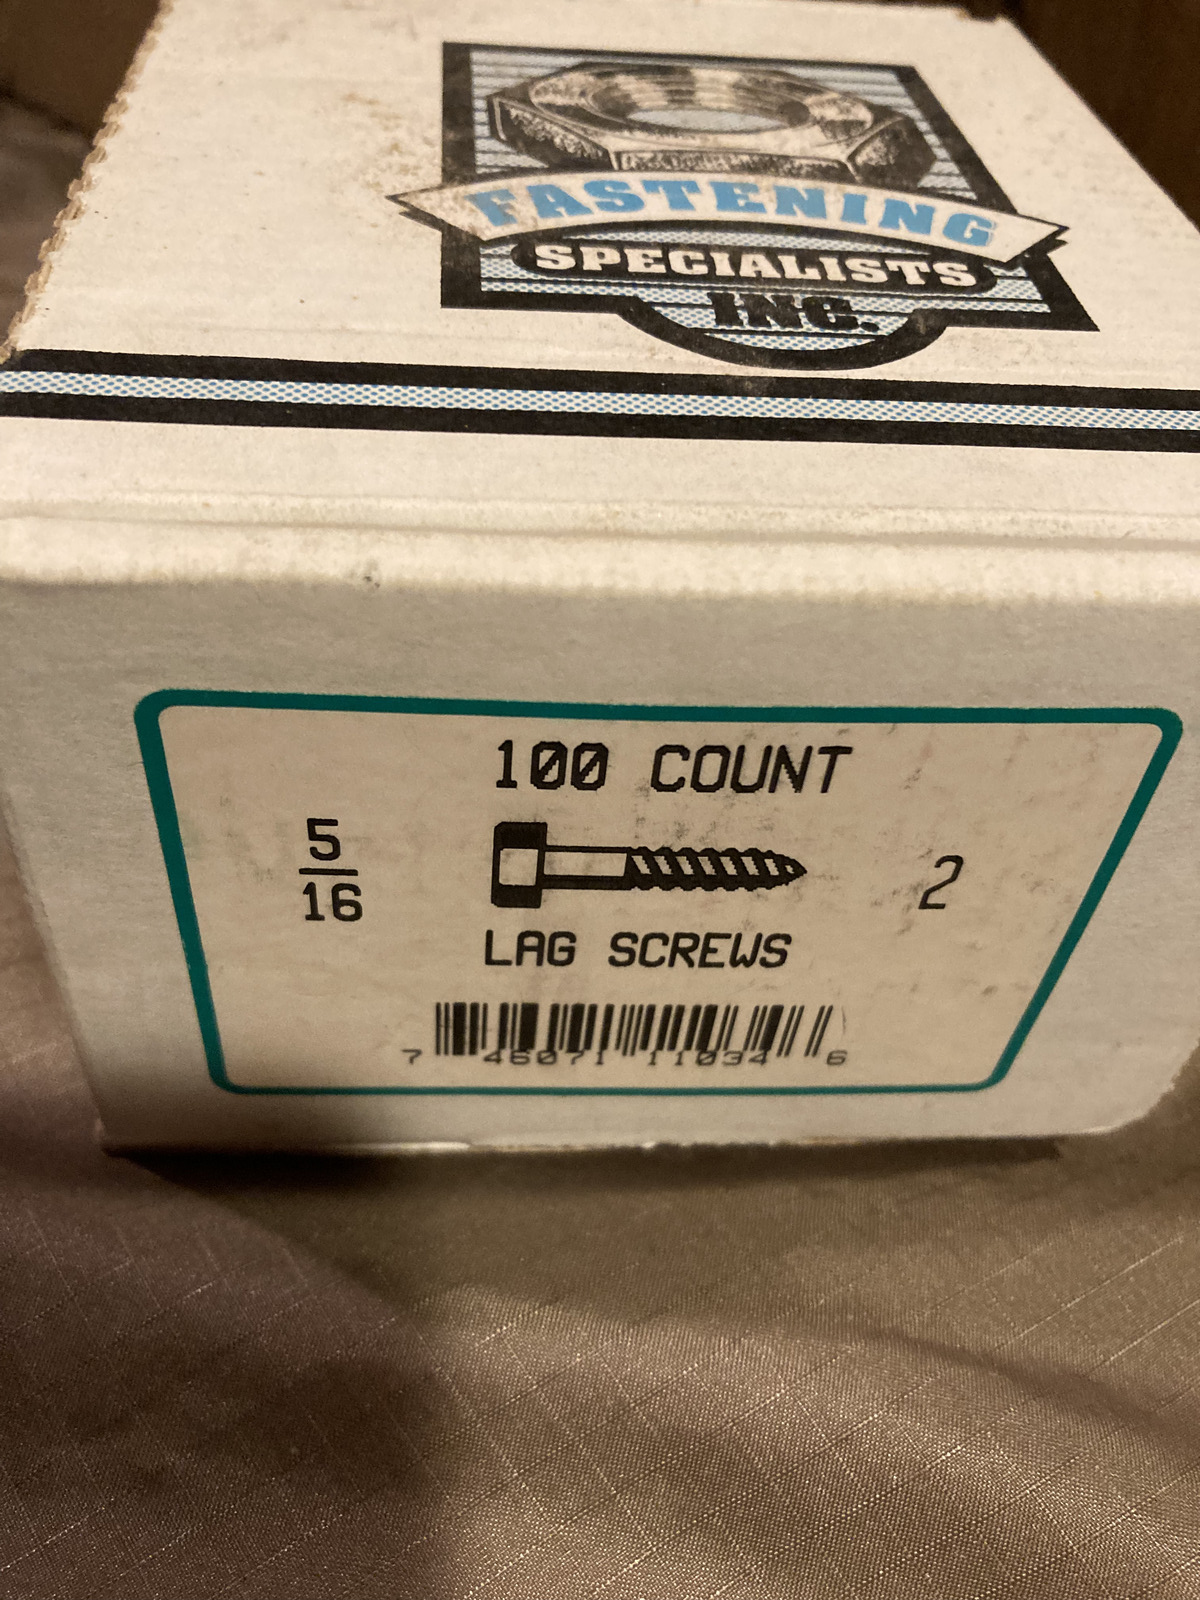 FASTENING
SPECIALISTS
INC.
100 COUNT
5/16
2
LAG SCREWS
7 46071 11034 6